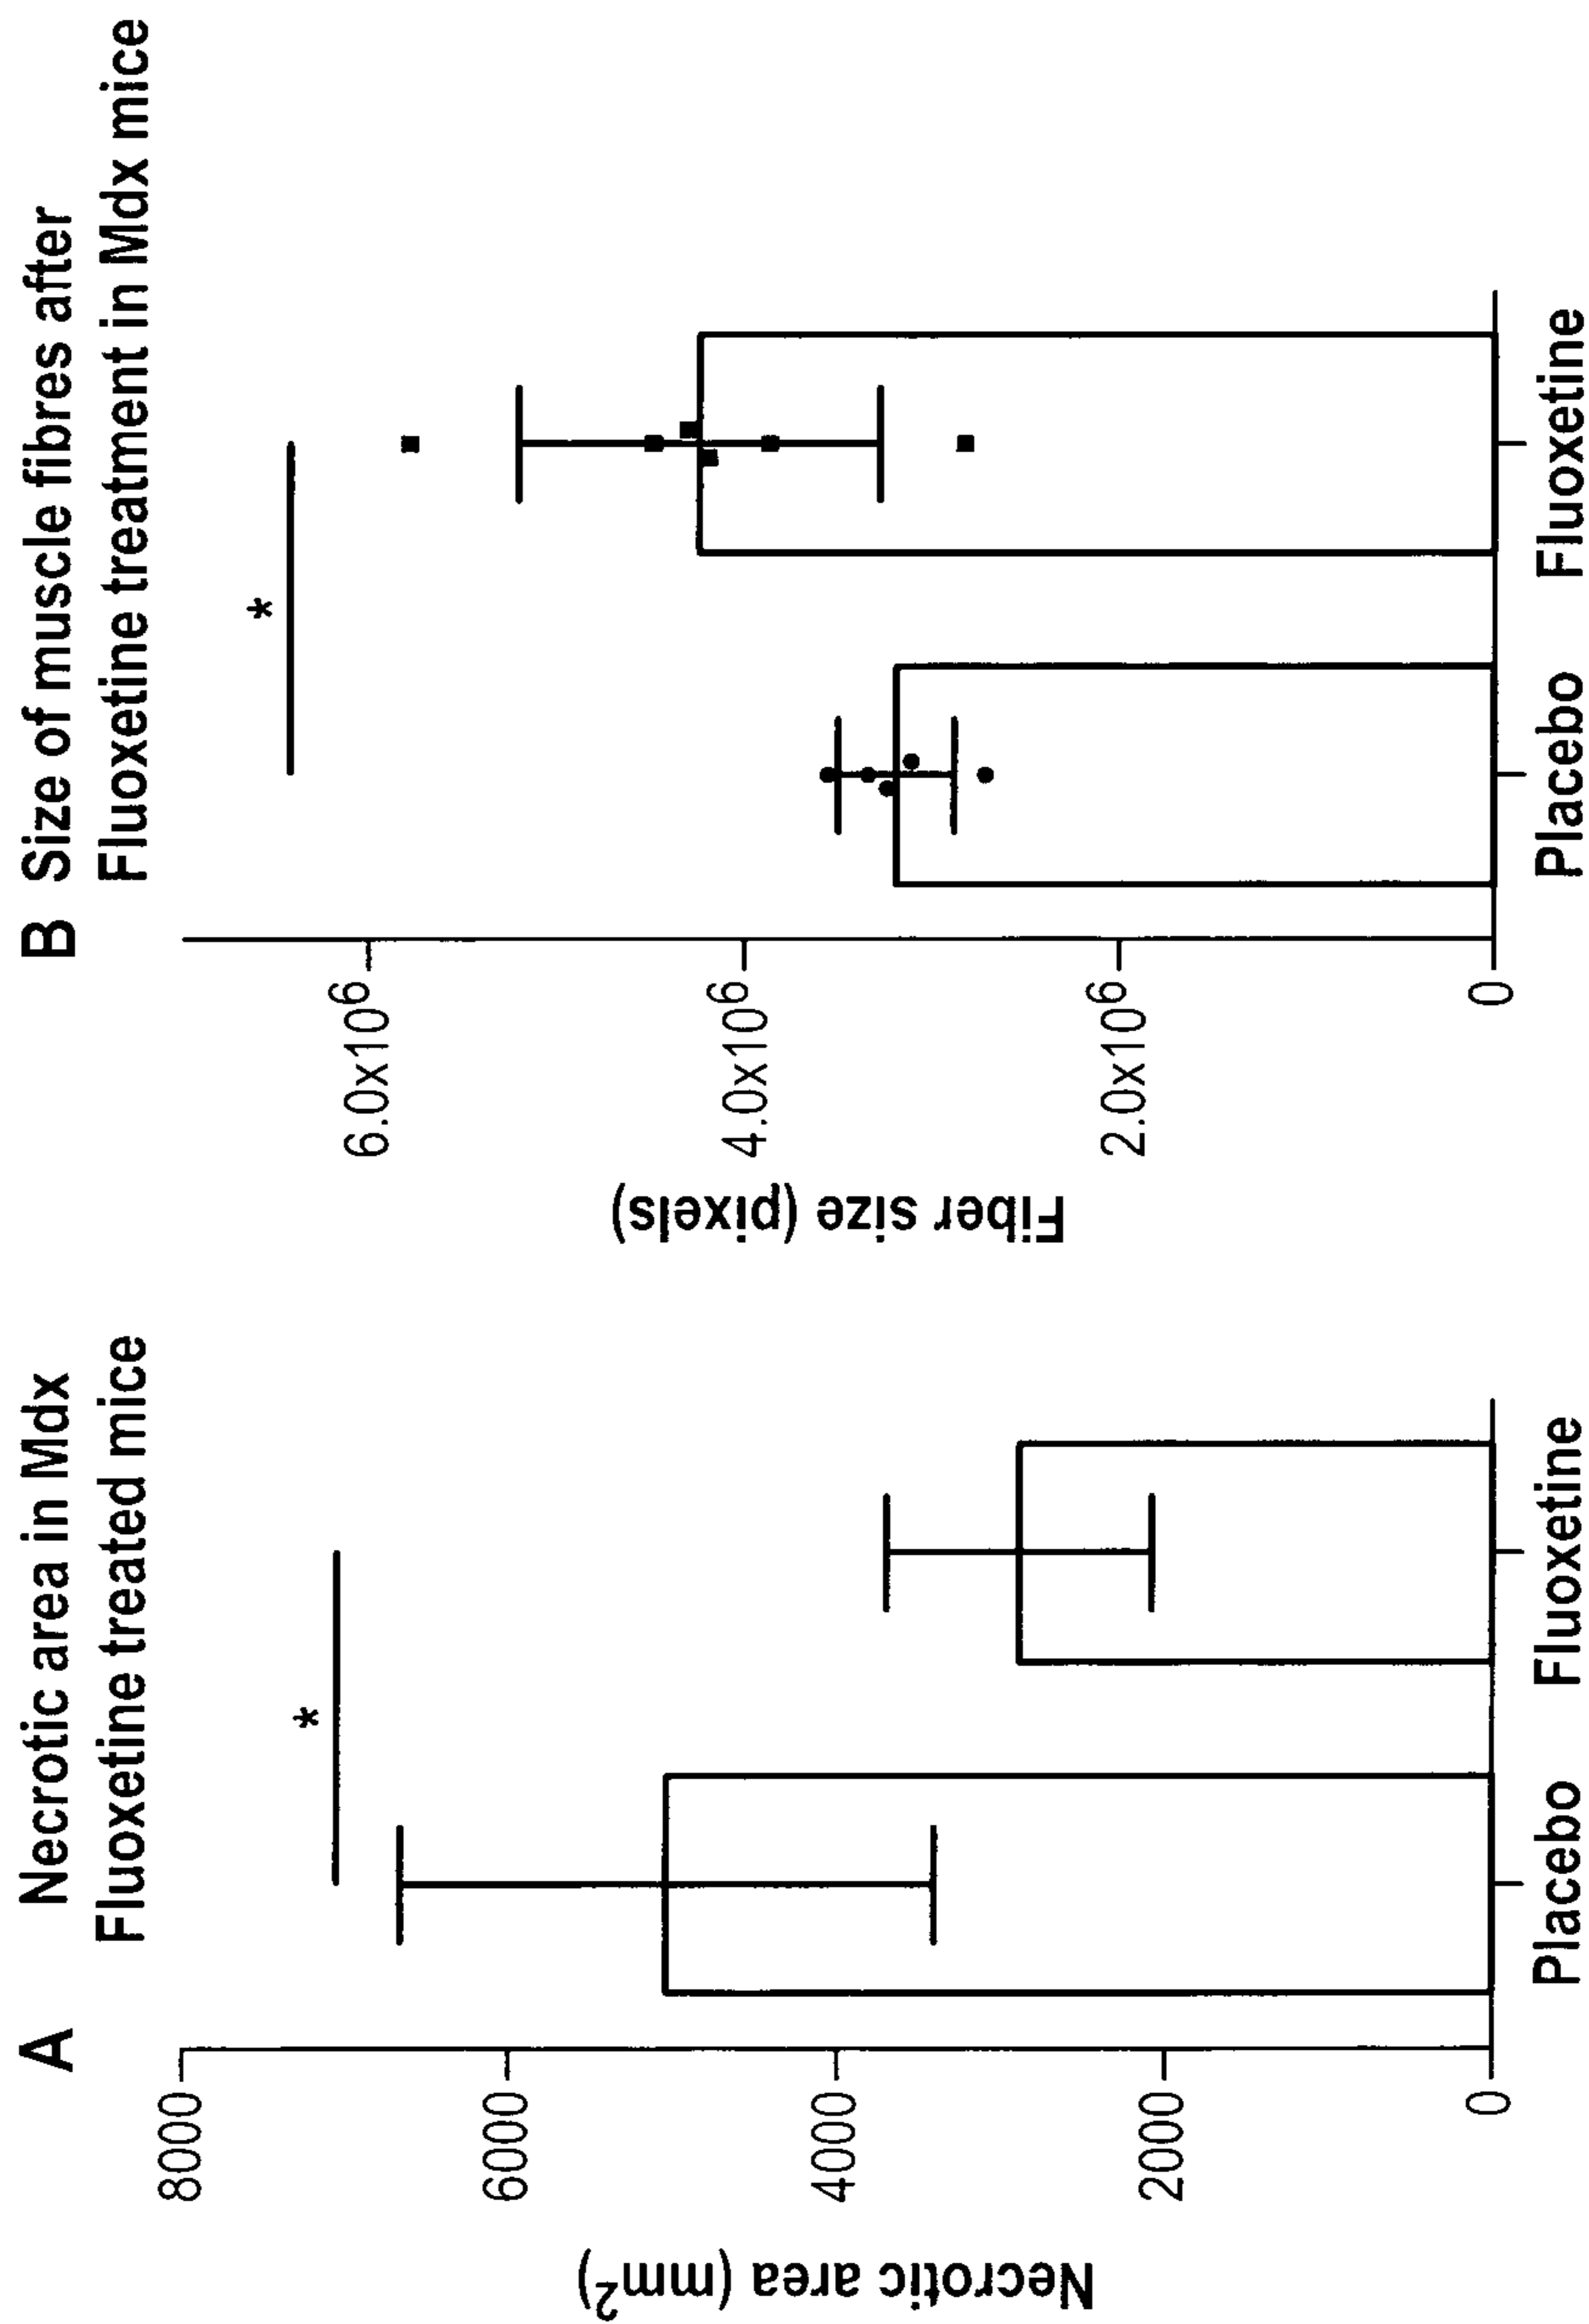 A Necrotic area in Mdx
Fluoxetine treated mice
Necrotic area (mm²)
8000
6000
4000
2000
0
*
Placebo
Fluoxetine
B Size of muscle fibres after
Fluoxetine treatment in Mdx mice
Fiber size (pixels)
6.0x10⁶
4.0x10⁶
2.0x10⁶
0
*
Placebo
Fluoxetine